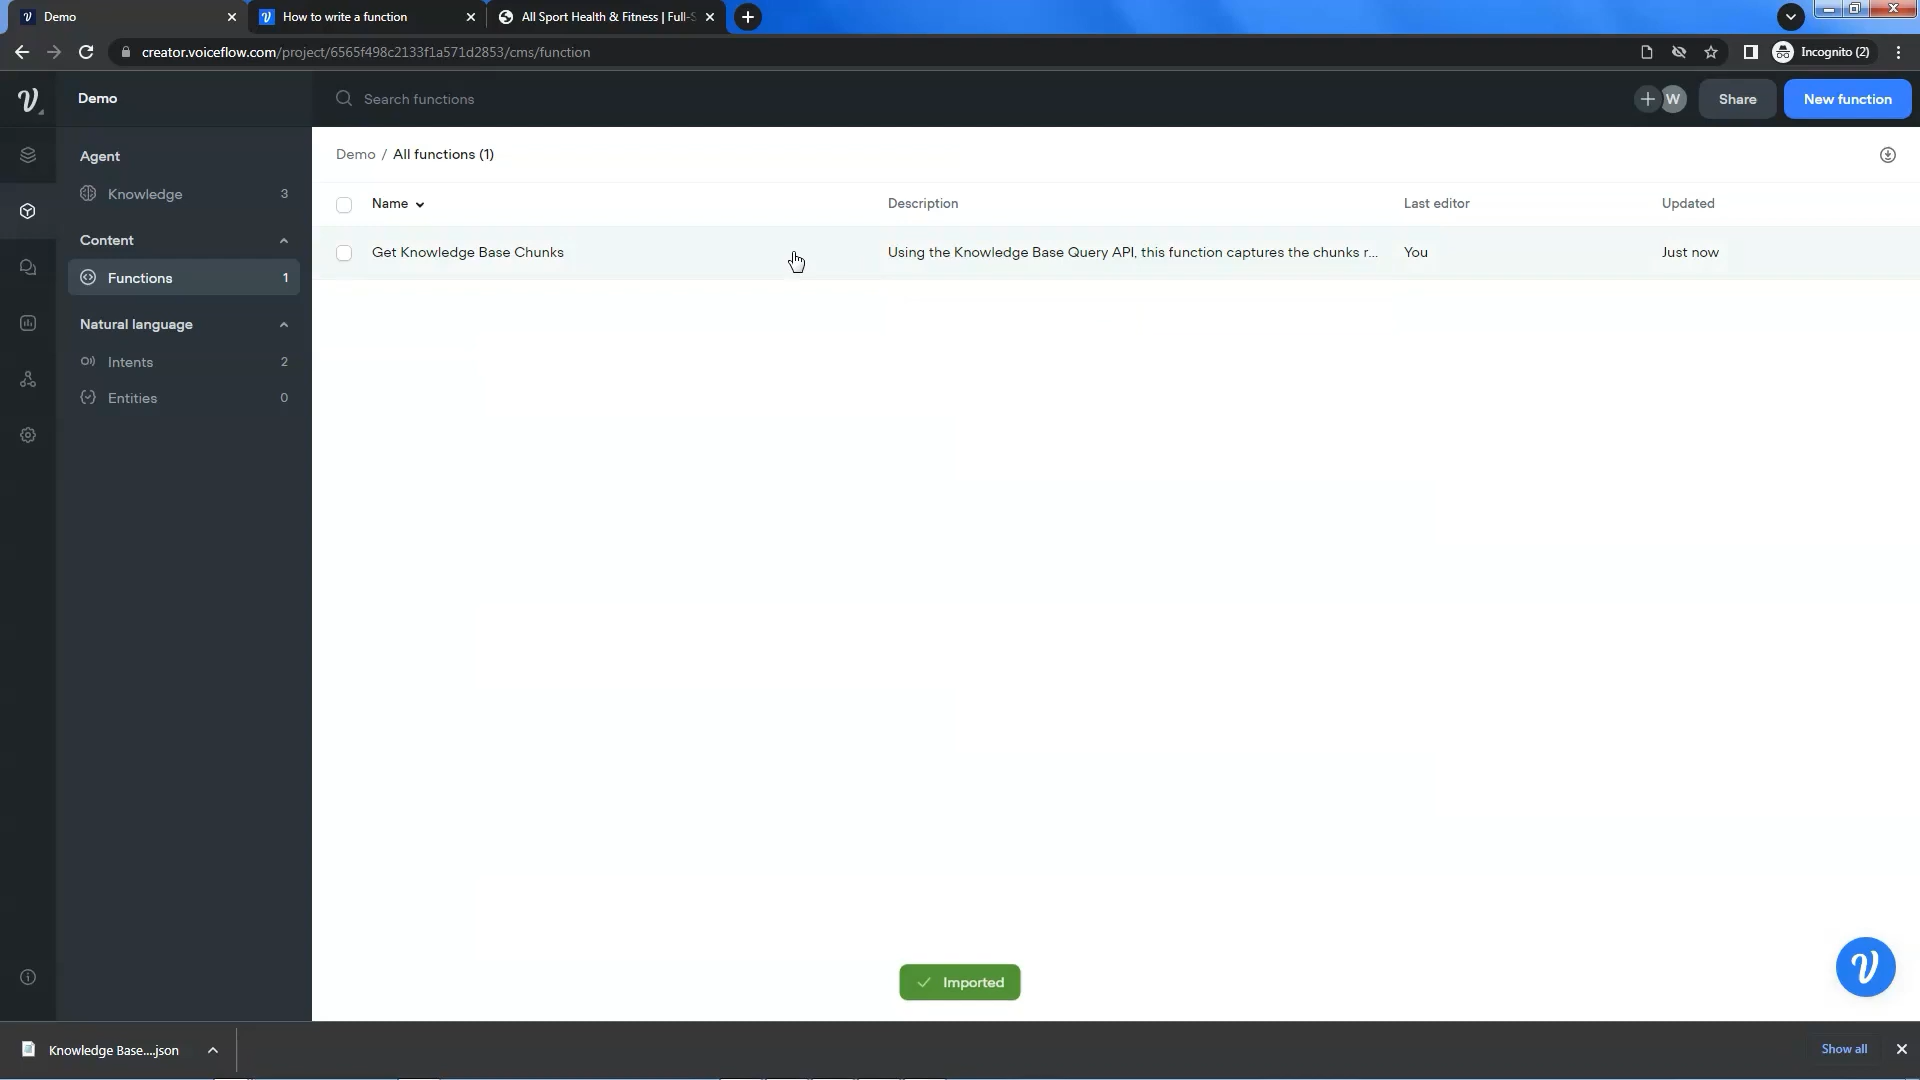 Demo
How to write a function
All Sport Health & Fitness | Full-S
creator.voiceflow.com/project/6565f498c2133f1a571d2853/cms/function
Incognito (2)
Demo
Search functions
W
Share
New function
Agent
Knowledge 3
Content
Functions 1
Natural language
Intents 2
Entities 0
Demo / All functions (1)
Name Description Last editor Updated
Get Knowledge Base Chunks Using the Knowledge Base Query API, this function captures the chunks r... You Just now
Imported
Knowledge Base....json
Show all